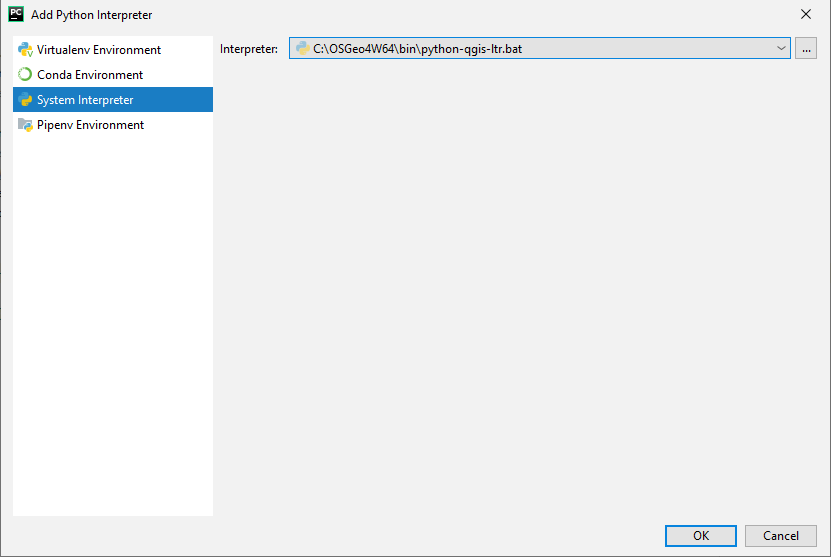 PC
Add Python Interpreter
Virtualenv Environment
Conda Environment
System Interpreter
Pipenv Environment
Interpreter:
C:\OSGeo4W64\bin\python-qgis-ltr.bat
...
OK
Cancel